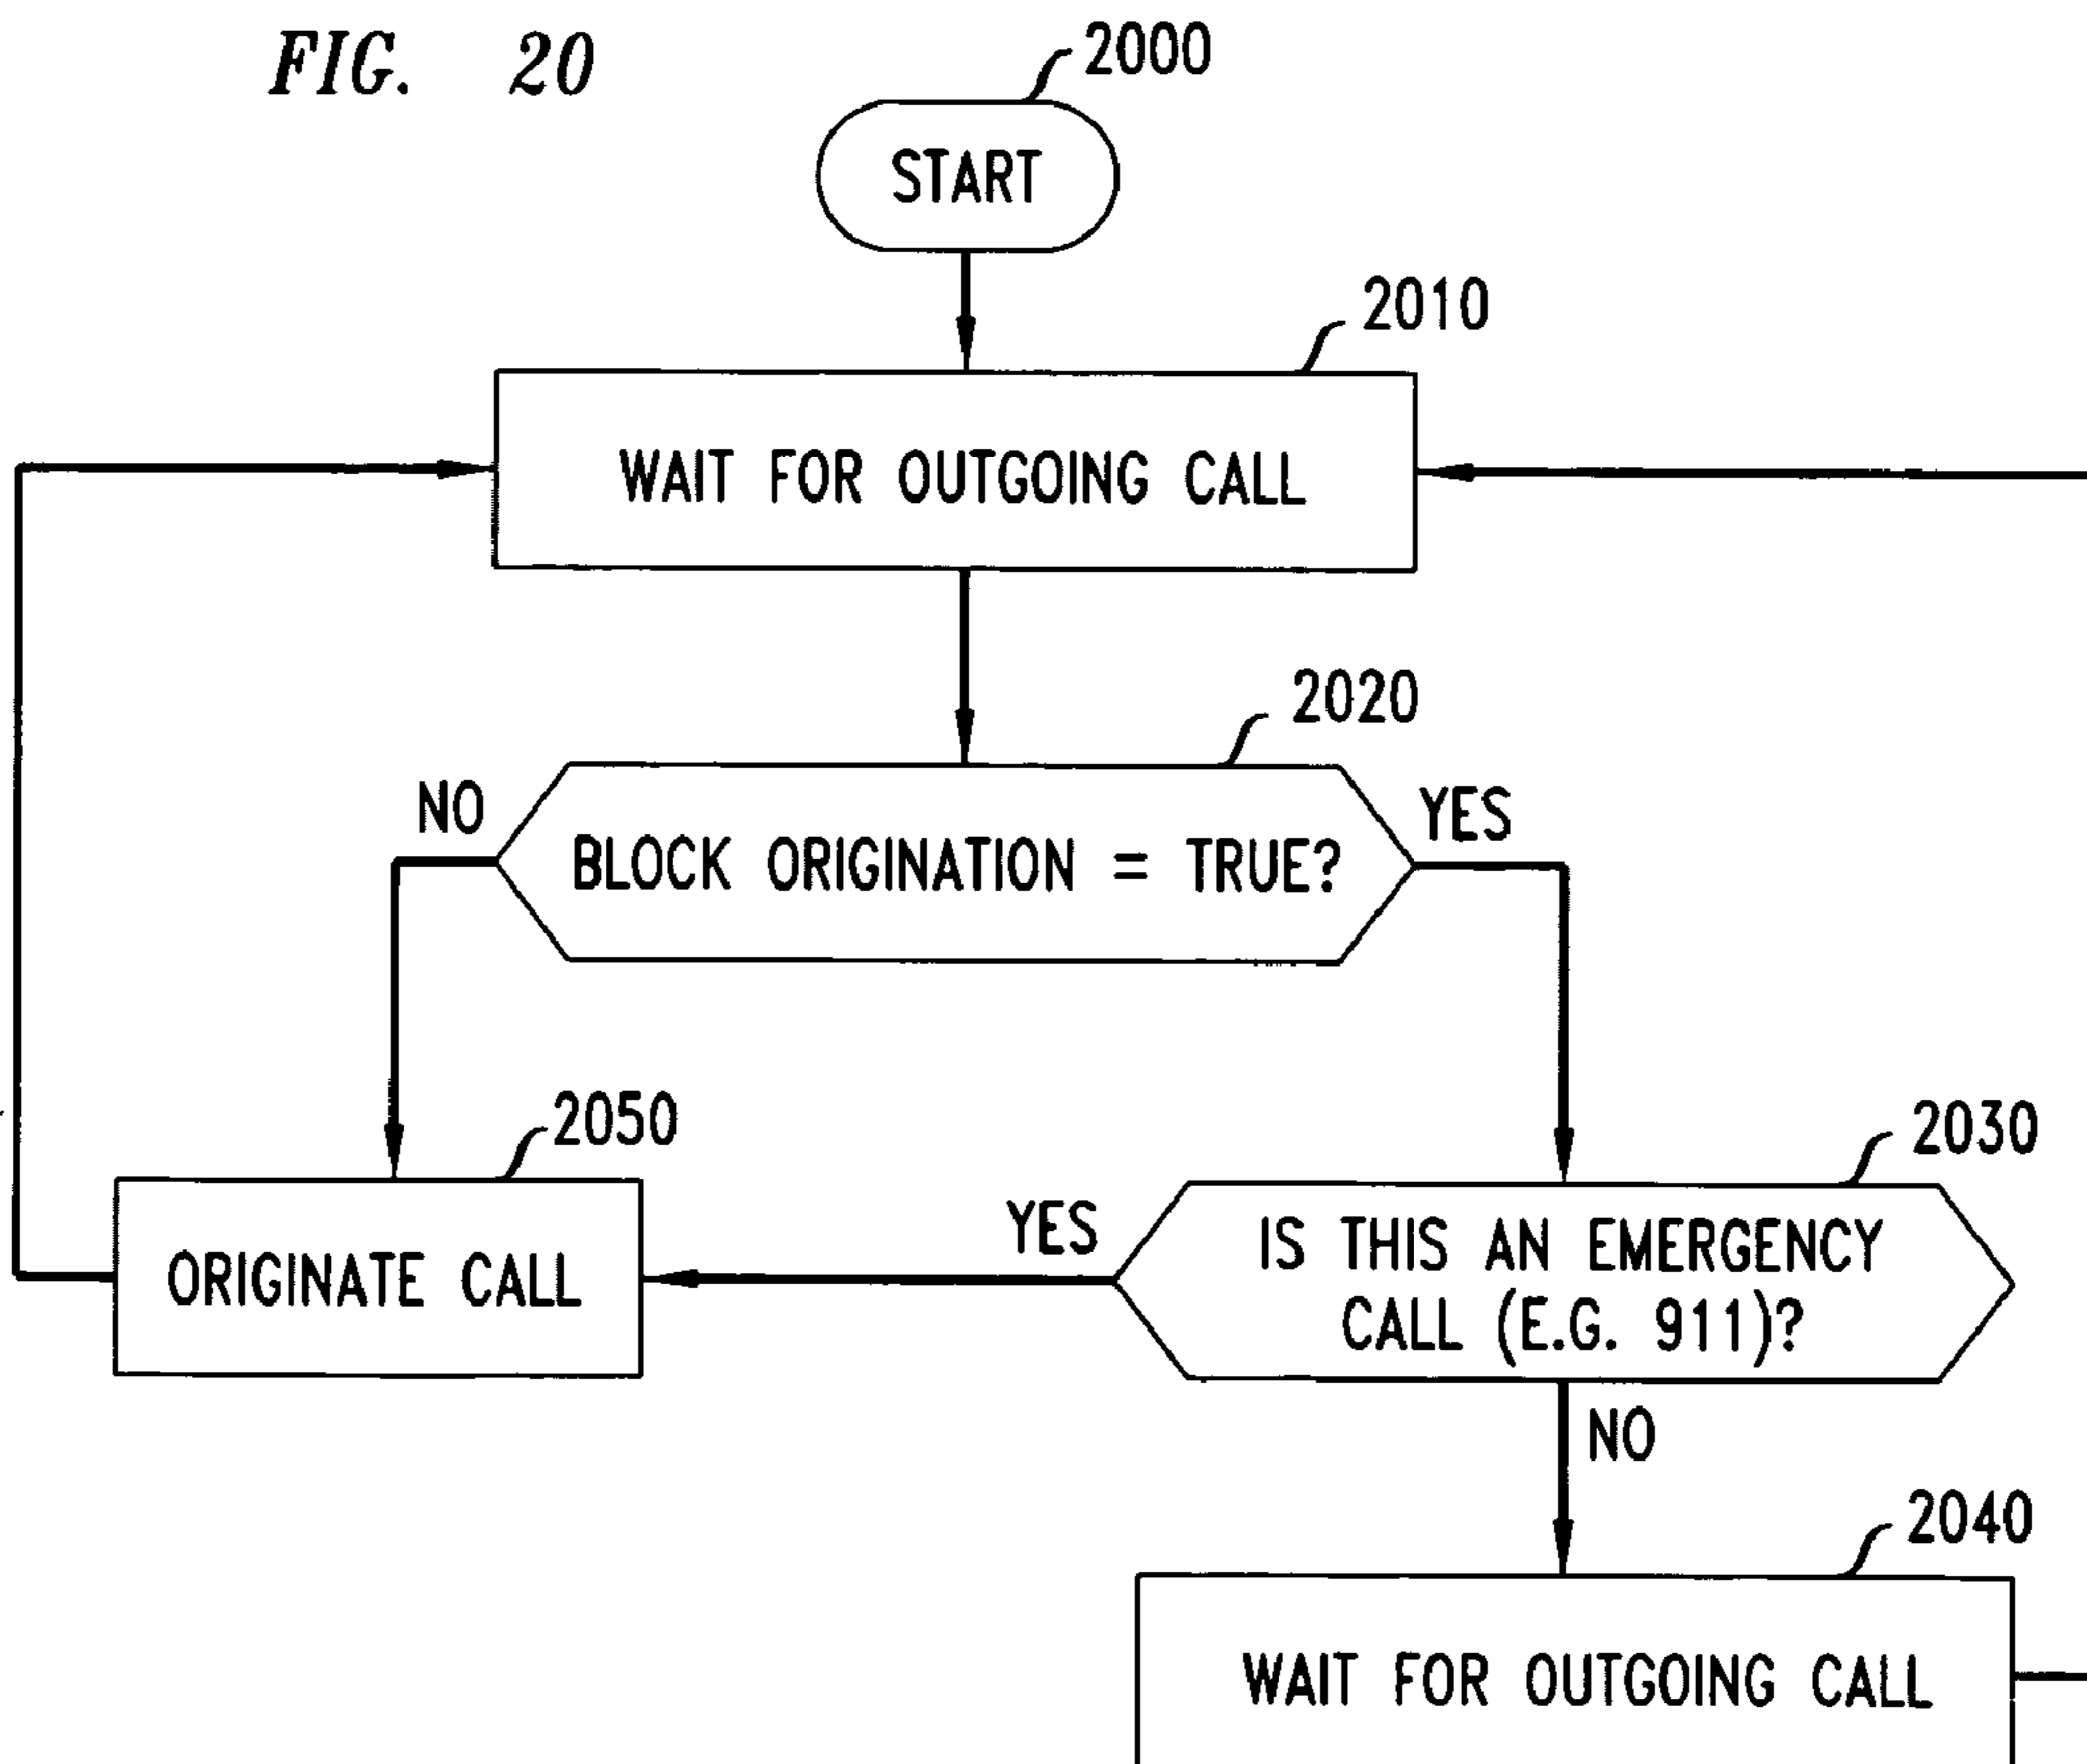 FIG. 20
2000
START
2010
WAIT FOR OUTGOING CALL
2020
NO
YES
BLOCK ORIGINATION = TRUE?
2050
2030
ORIGINATE CALL
YES
IS THIS AN EMERGENCY
CALL (E.G. 911)?
NO
2040
WAIT FOR OUTGOING CALL